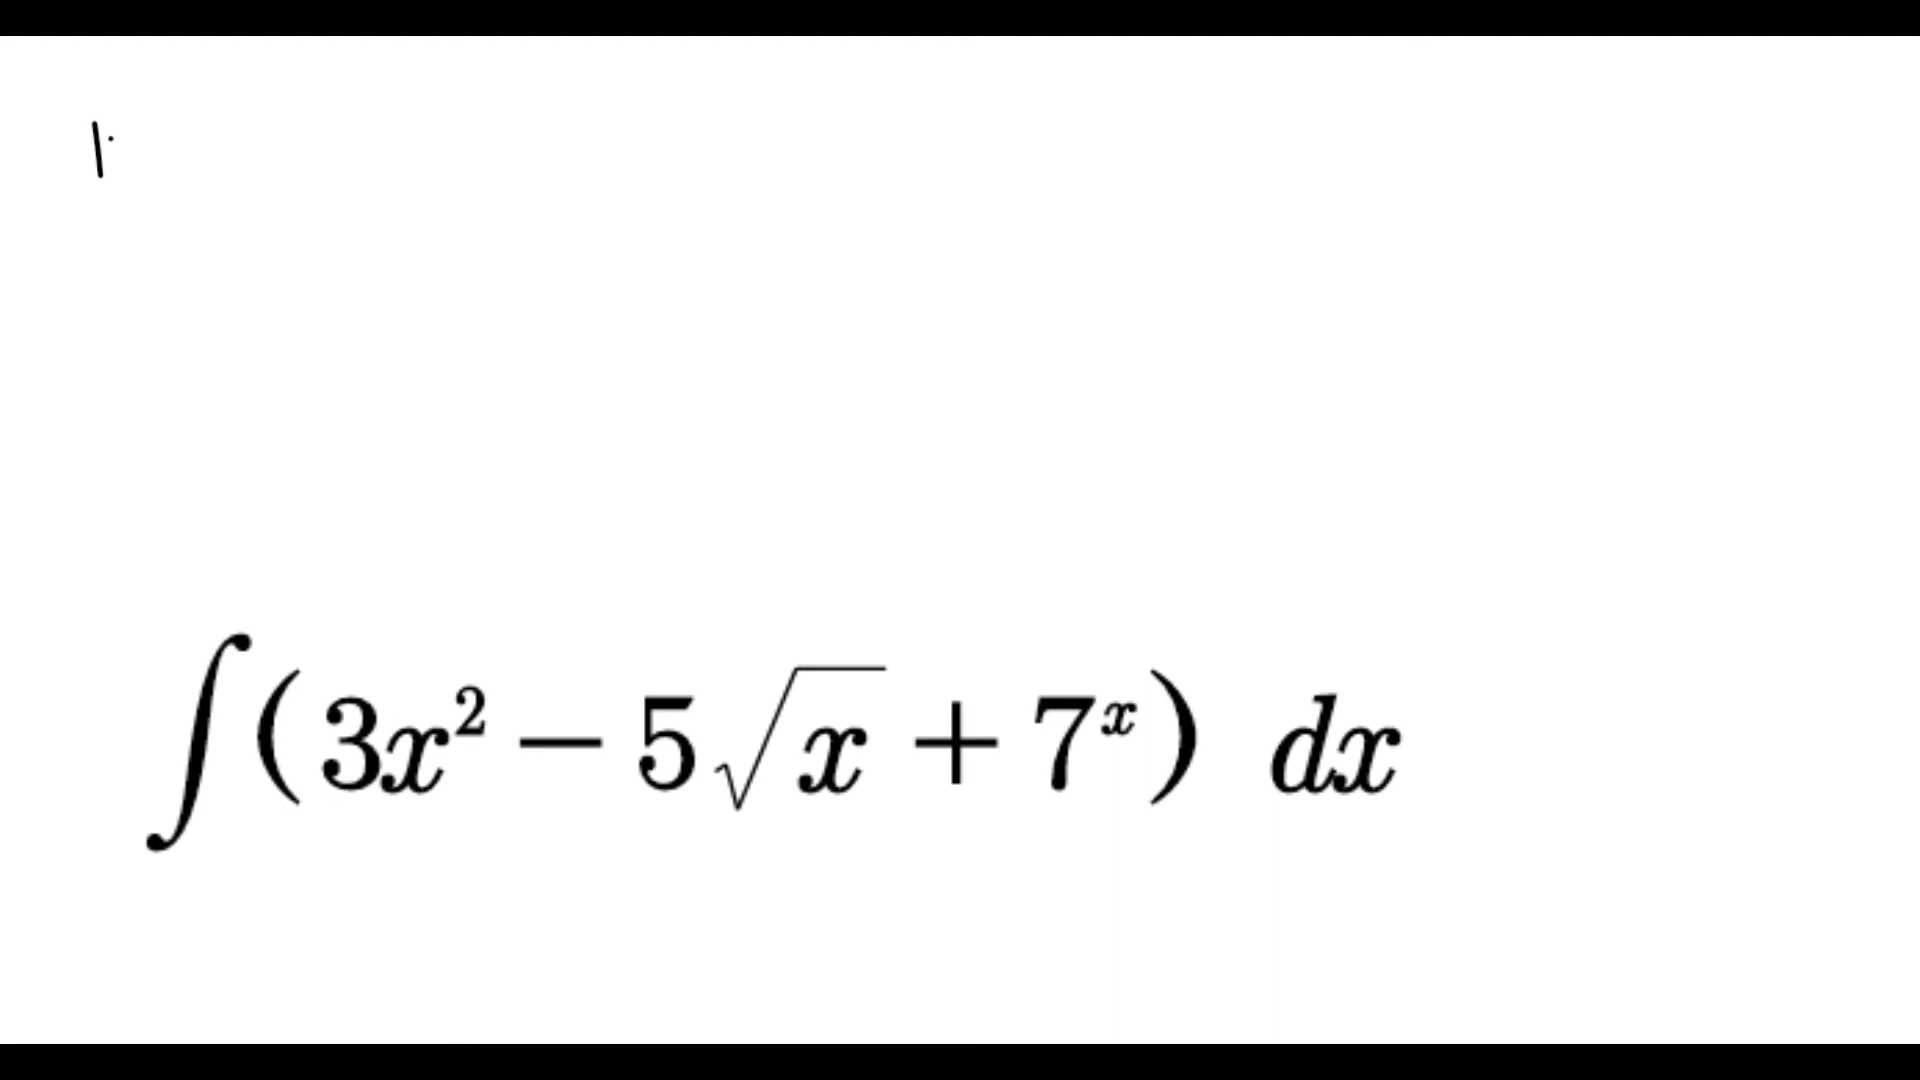 ∫(3x² − 5√x + 7ˣ) dx